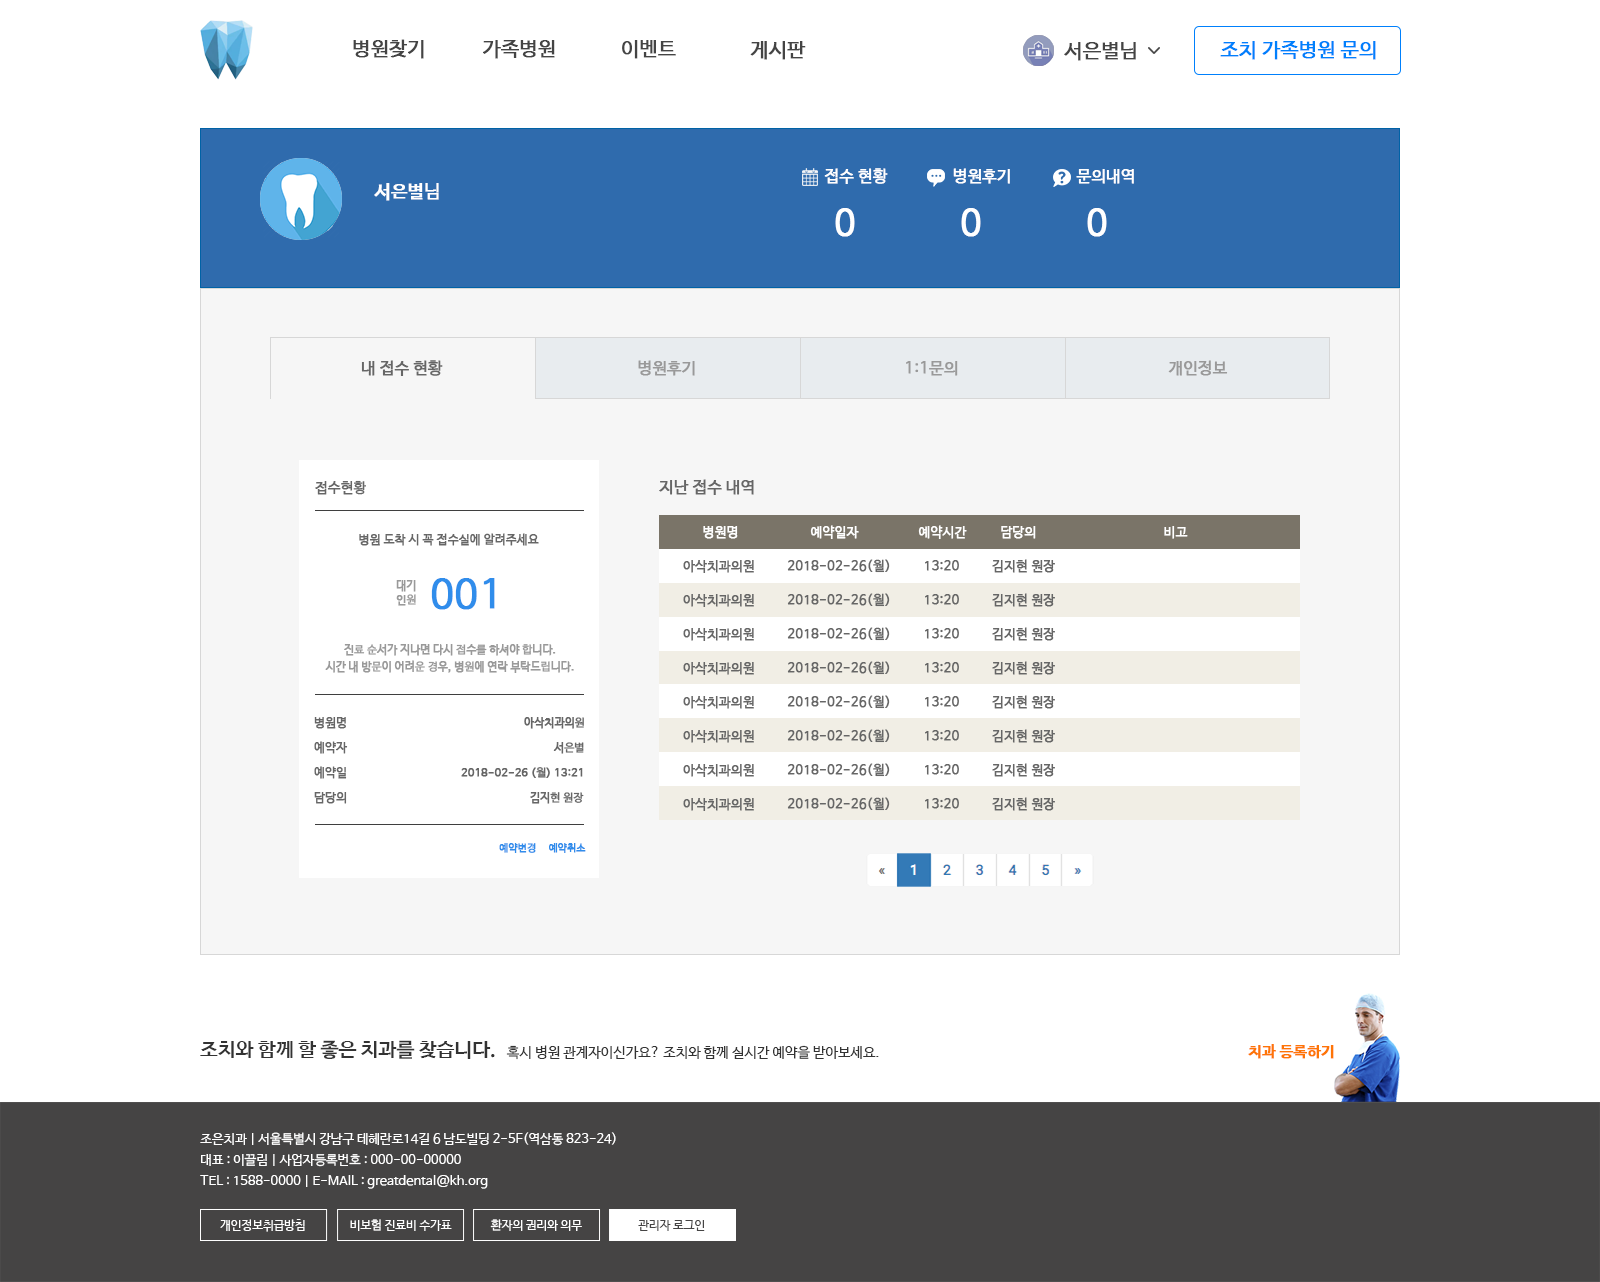 병원찾기 가족병원 이벤트 게시판 서은별님 조치 가족병원 문의
서은별님
접수 현황 병원후기 문의내역
0 0 0
내 접수 현황 병원후기 1:1문의 개인정보
접수현황
병원 도착 시 꼭 접수실에 알려주세요
대기
인원
001
진료 순서가 지나면 다시 접수를 하셔야 합니다.
시간 내 방문이 어려운 경우, 병원에 연락 부탁드립니다.
병원명 아삭치과의원
예약자 서은별
예약일 2018-02-26 (월) 13:21
담당의 김지현 원장
예약변경 예약취소
지난 접수 내역
병원명 예약일자 예약시간 담당의 비고
아삭치과의원 2018-02-26(월) 13:20 김지현 원장
아삭치과의원 2018-02-26(월) 13:20 김지현 원장
아삭치과의원 2018-02-26(월) 13:20 김지현 원장
아삭치과의원 2018-02-26(월) 13:20 김지현 원장
아삭치과의원 2018-02-26(월) 13:20 김지현 원장
아삭치과의원 2018-02-26(월) 13:20 김지현 원장
아삭치과의원 2018-02-26(월) 13:20 김지현 원장
아삭치과의원 2018-02-26(월) 13:20 김지현 원장
« 1 2 3 4 5 »
조치와 함께 할 좋은 치과를 찾습니다. 혹시 병원 관계자이신가요? 조치와 함께 실시간 예약을 받아보세요.
치과 등록하기
조은치과 | 서울특별시 강남구 테헤란로14길 6 남도빌딩 2-5F(역삼동 823-24)
대표 : 이끌림 | 사업자등록번호 : 000-00-00000
TEL : 1588-0000 | E-MAIL : greatdental@kh.org
개인정보취급방침 비보험 진료비 수가표 환자의 권리와 의무 관리자 로그인